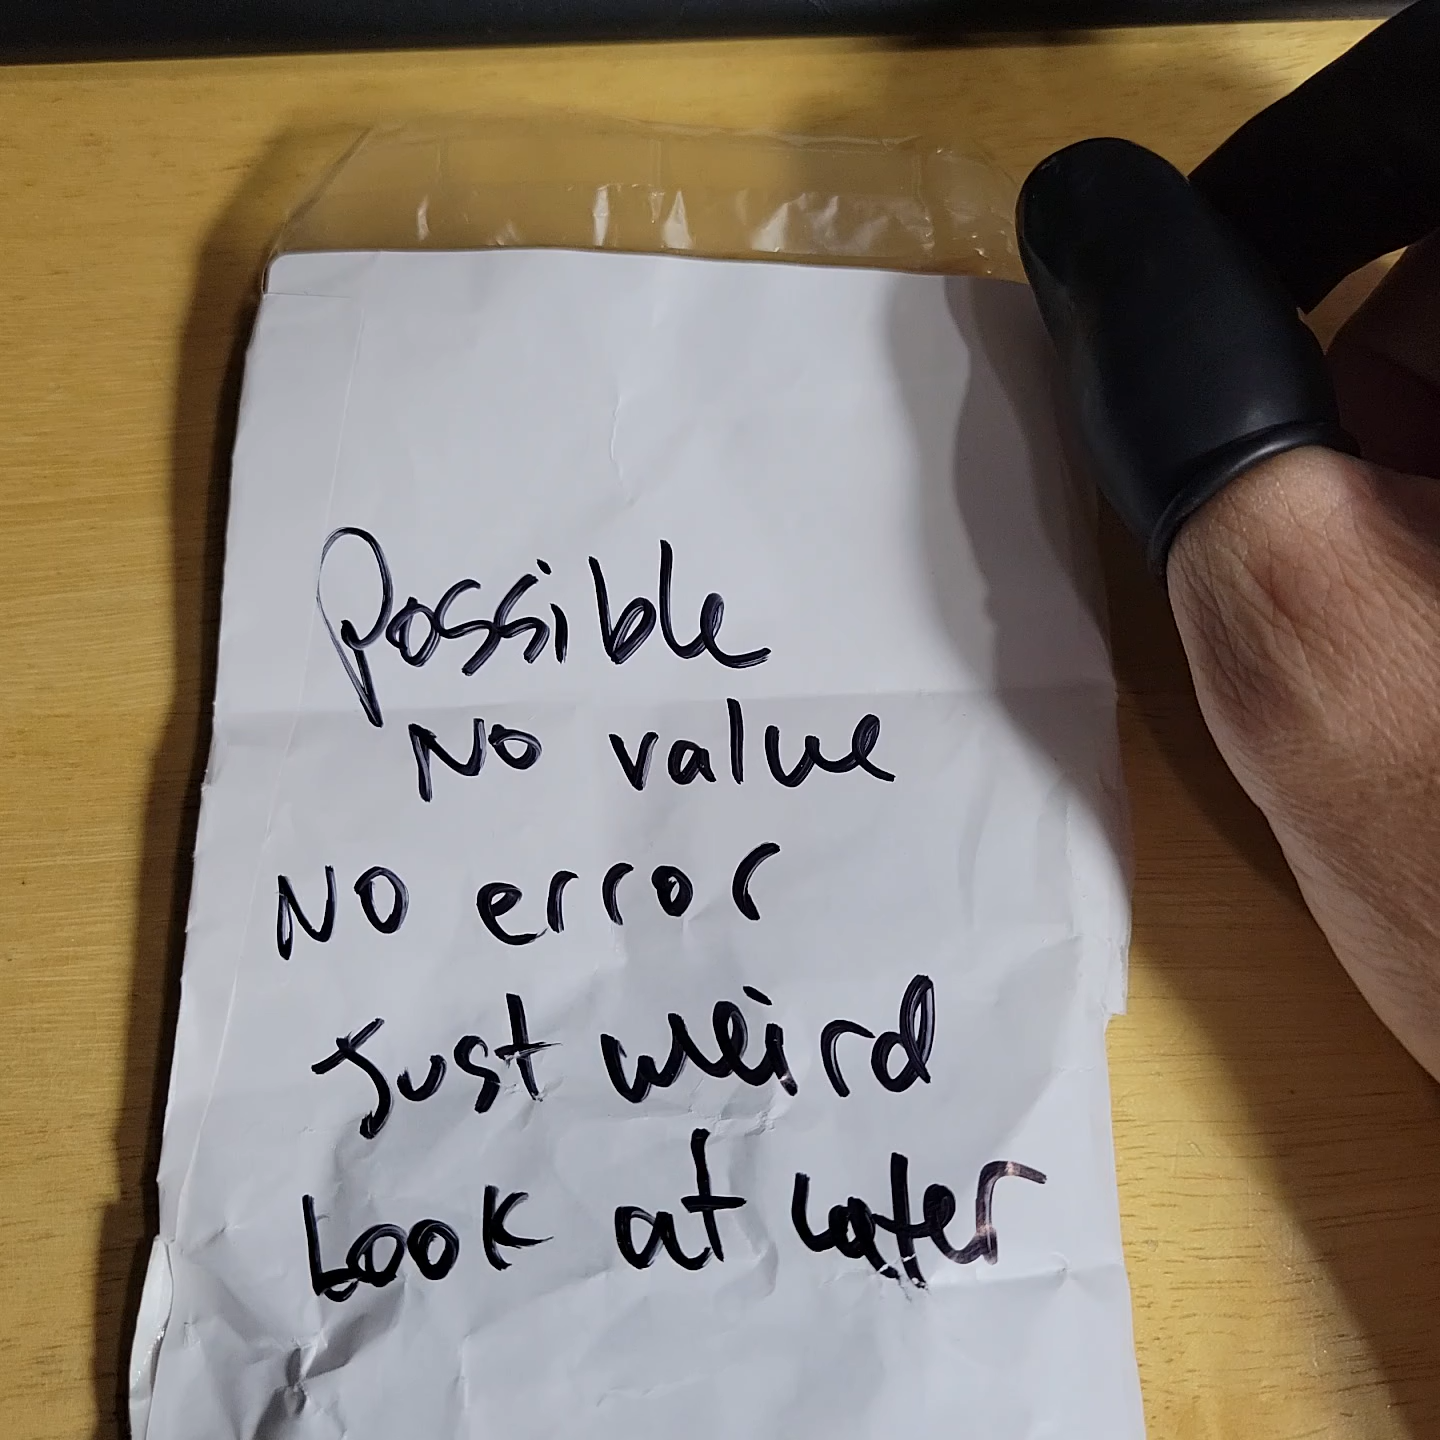 Possible
No value
No error
Just weird
Look at later